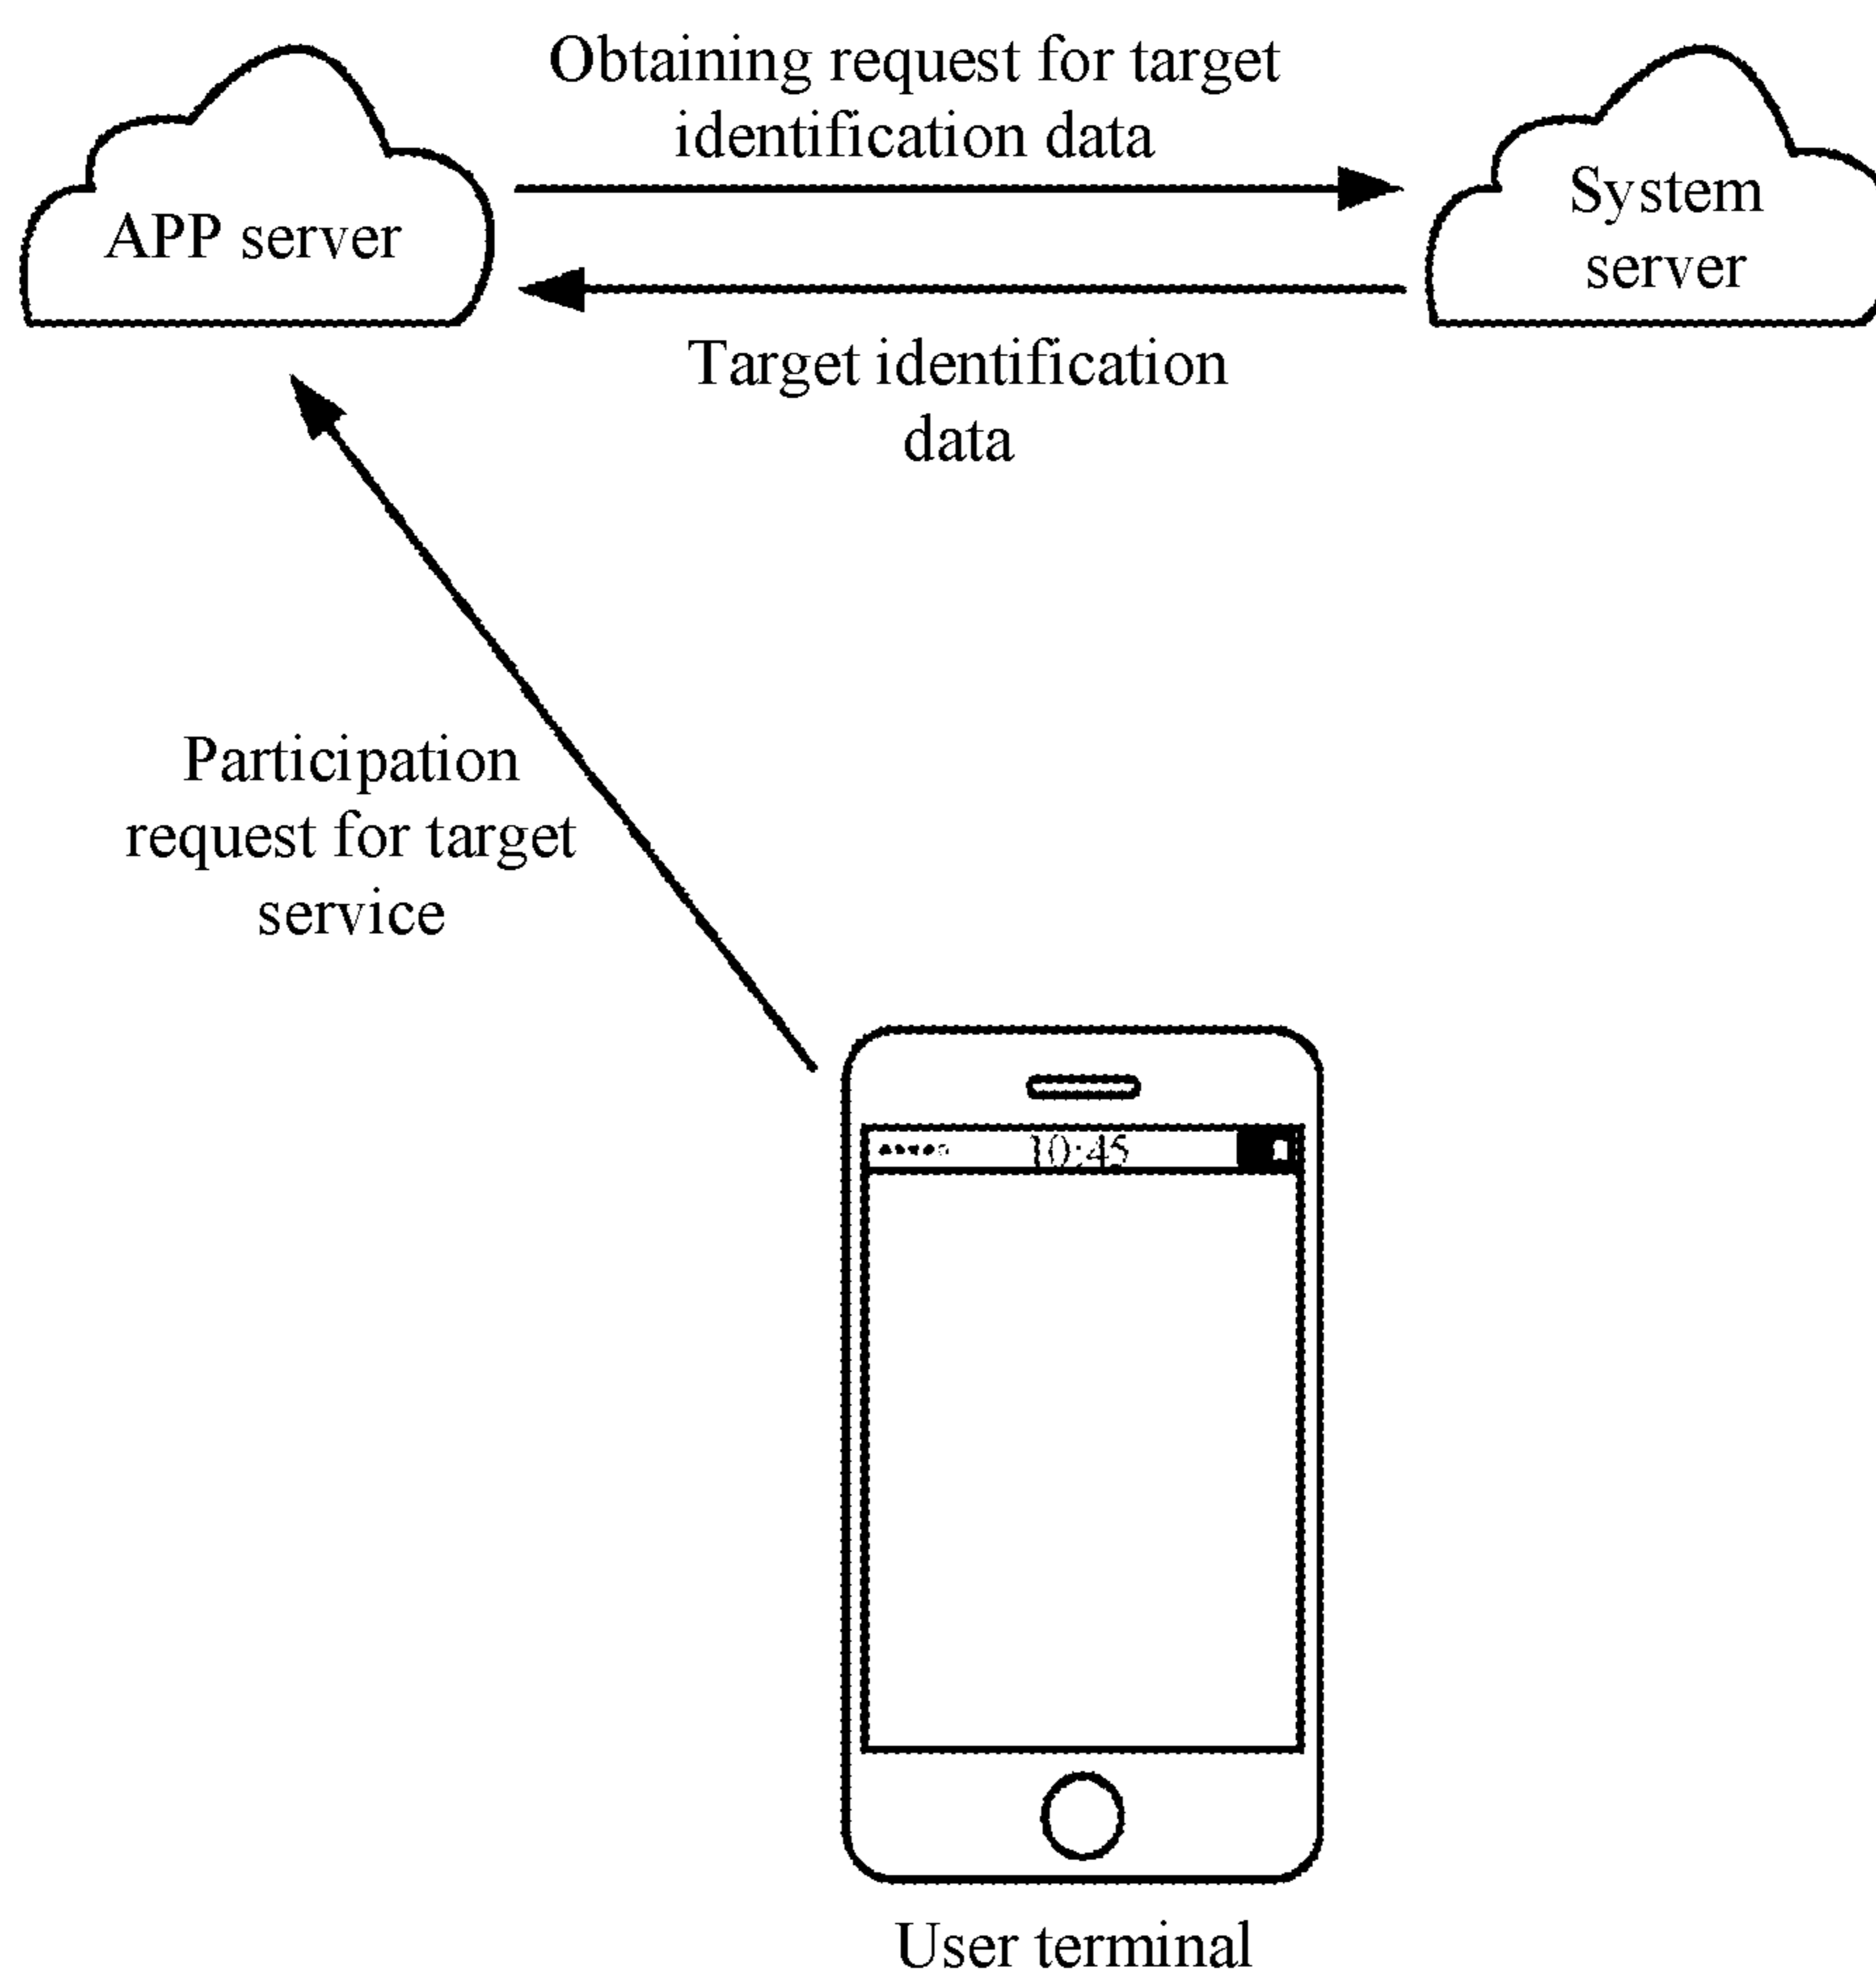 Obtaining request for target
identification data
APP server
System
server
Target identification
data
Participation
request for target
service
10:45
User terminal